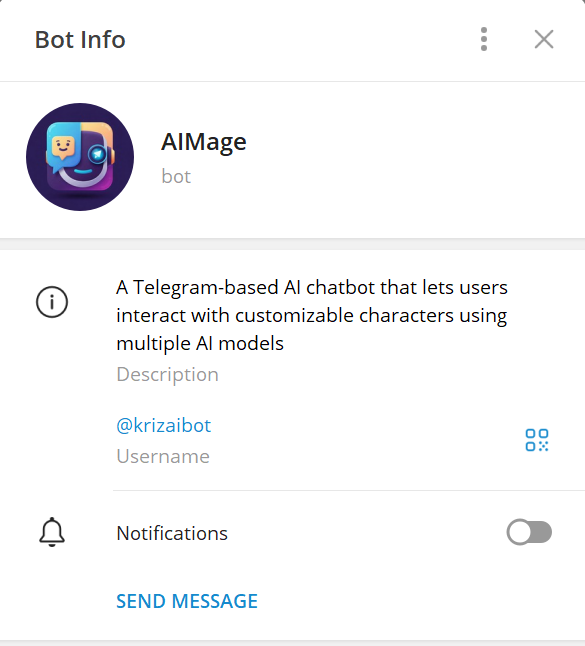 Bot Info
AIMage
bot
A Telegram-based AI chatbot that lets users
interact with customizable characters using
multiple AI models
Description
@krizaibot
Username
Notifications
SEND MESSAGE